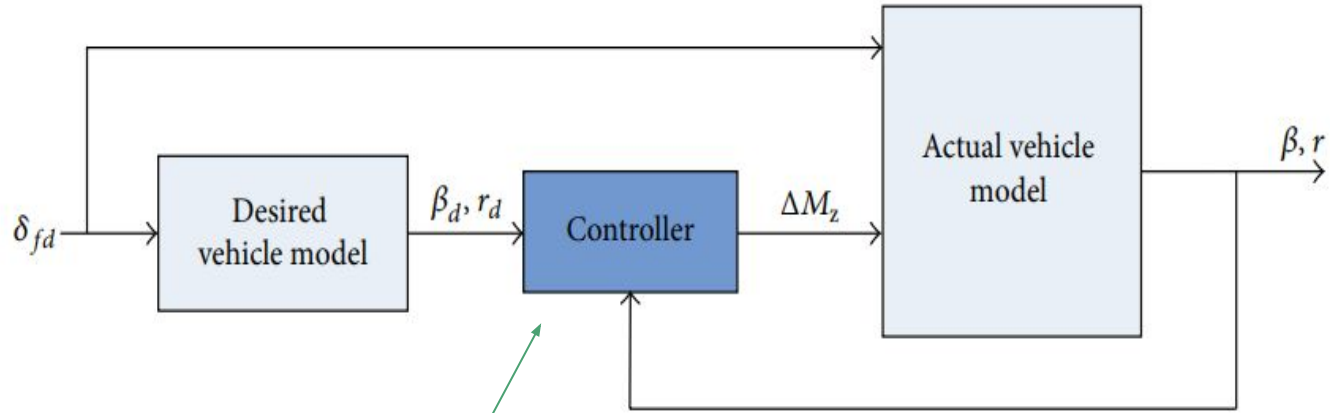 δfd
Desired
vehicle model
βd, rd
Controller
ΔMz
Actual vehicle
model
β, r